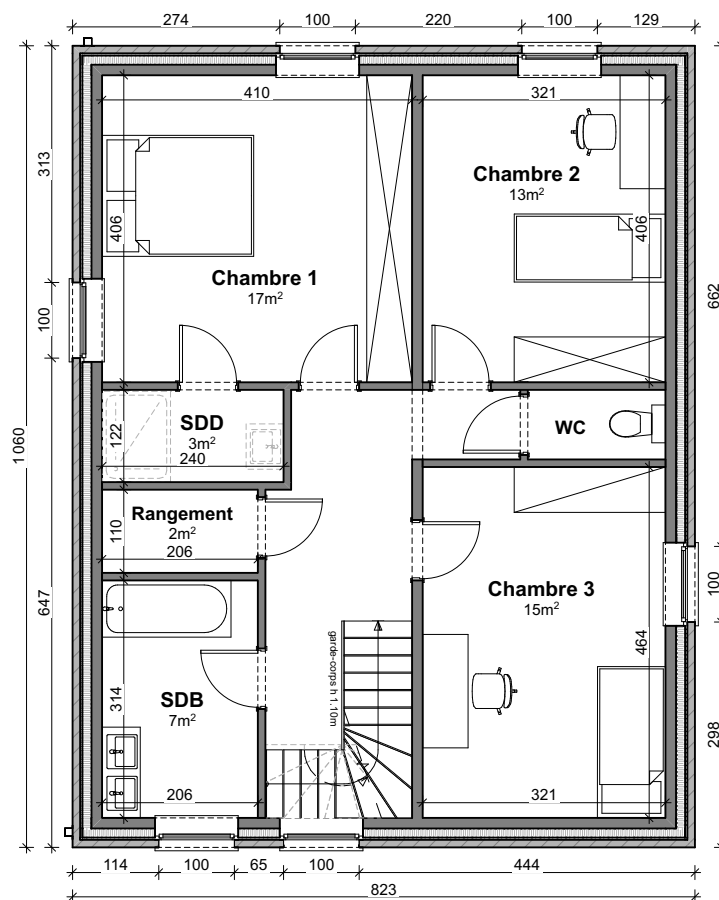 274 100 220 100 129
410 321
313
406
Chambre 1
17m²
Chambre 2
13m²
406
662
100
1 060
SDD
3m²
122
240
WC
Rangement
2m²
110
206
Chambre 3
15m²
100
647
garde-corps h 1.10m
464
SDB
7m²
314
298
206 321
114 100 65 100 444
823